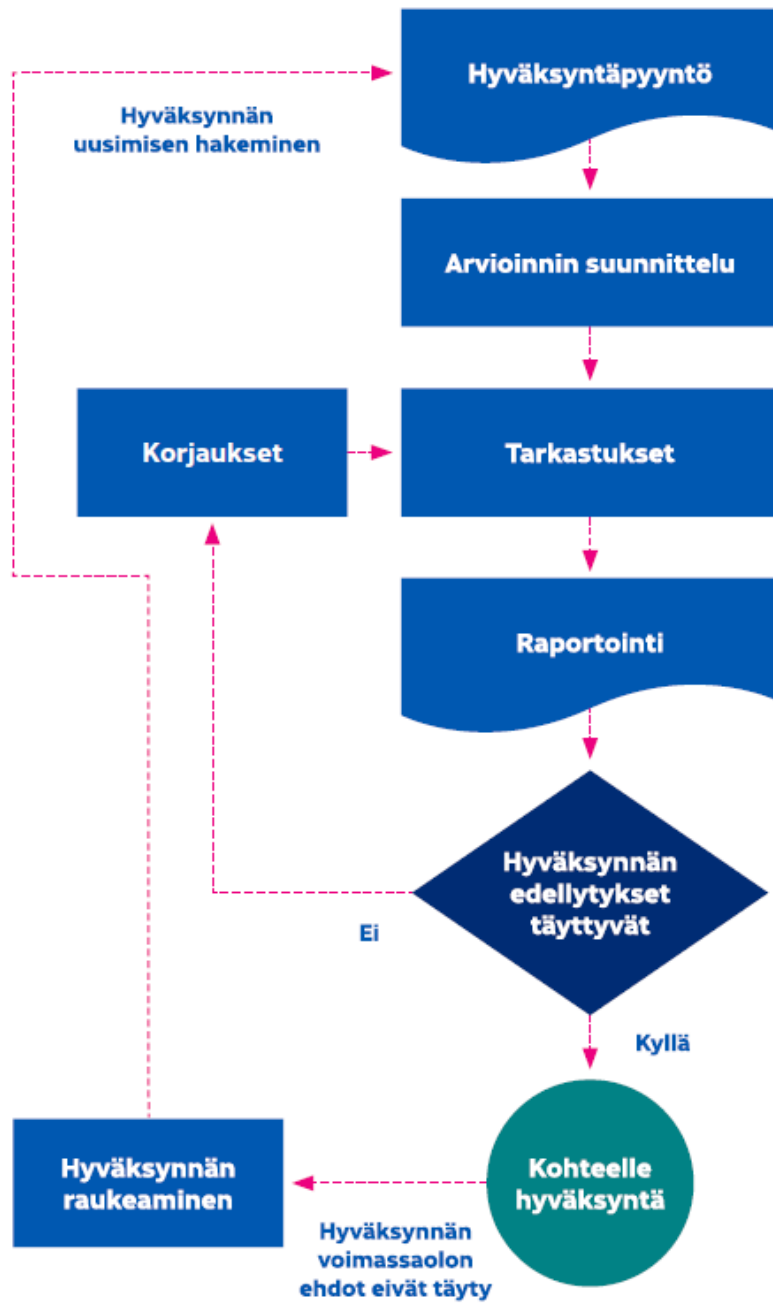 Hyväksyntäpyyntö
Hyväksynnän
uusimisen hakeminen
Arvioinnin suunnittelu
Korjaukset
Tarkastukset
Raportointi
Hyväksynnän
edellytykset
täyttyvät
Ei
Kyllä
Kohteelle
hyväksyntä
Hyväksynnän
raukeaminen
Hyväksynnän
voimassaolon
ehdot eivät täyty